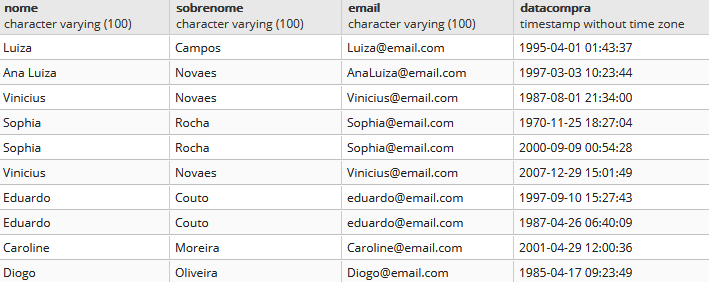 nome sobrenome email datacompra
character varying (100) character varying (100) character varying (100) timestamp without time zone
Luiza Campos Luiza@email.com 1995-04-01 01:43:37
Ana Luiza Novaes AnaLuiza@email.com 1997-03-03 10:23:44
Vinicius Novaes Vinicius@email.com 1987-08-01 21:34:00
Sophia Rocha Sophia@email.com 1970-11-25 18:27:04
Sophia Rocha Sophia@email.com 2000-09-09 00:54:28
Vinicius Novaes Vinicius@email.com 2007-12-29 15:01:49
Eduardo Couto eduardo@email.com 1997-09-10 15:27:43
Eduardo Couto eduardo@email.com 1987-04-26 06:40:09
Caroline Moreira Caroline@email.com 2001-04-29 12:00:36
Diogo Oliveira Diogo@email.com 1985-04-17 09:23:49